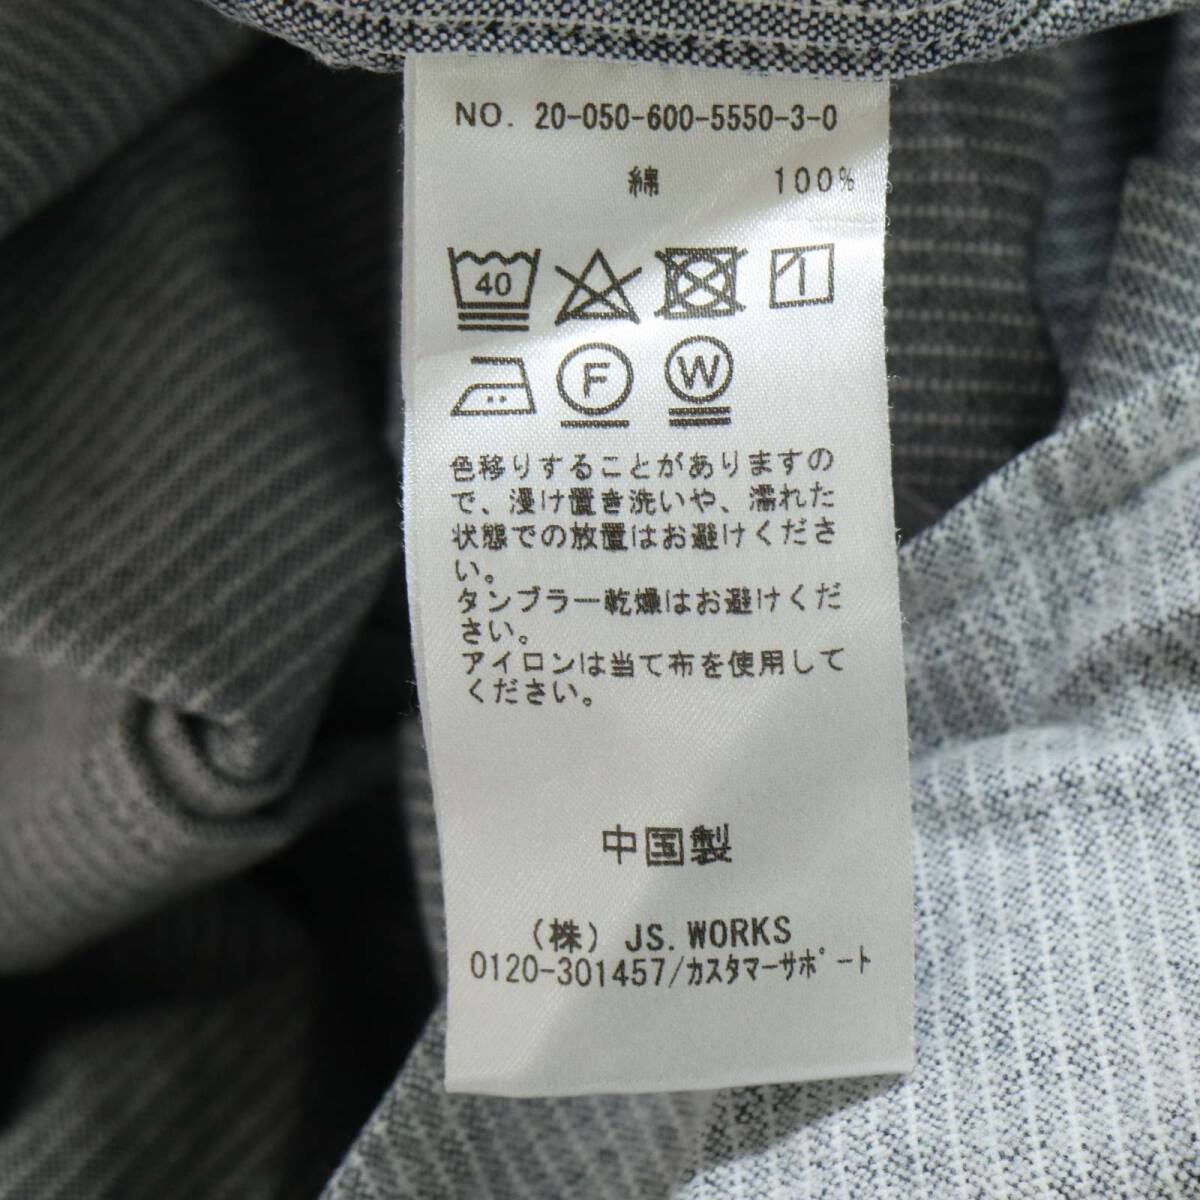 NO. 20-050-600-5550-3-0
綿 100%
40
F W
色移りすることがありますの
で、浸け置き洗いや、濡れた
状態での放置はお避けくださ
い。
タンブラー乾燥はお避けくだ
さい。
アイロンは当て布を使用して
ください。
中国製
(株) JS.WORKS
0120-301457/カスタマーサポート